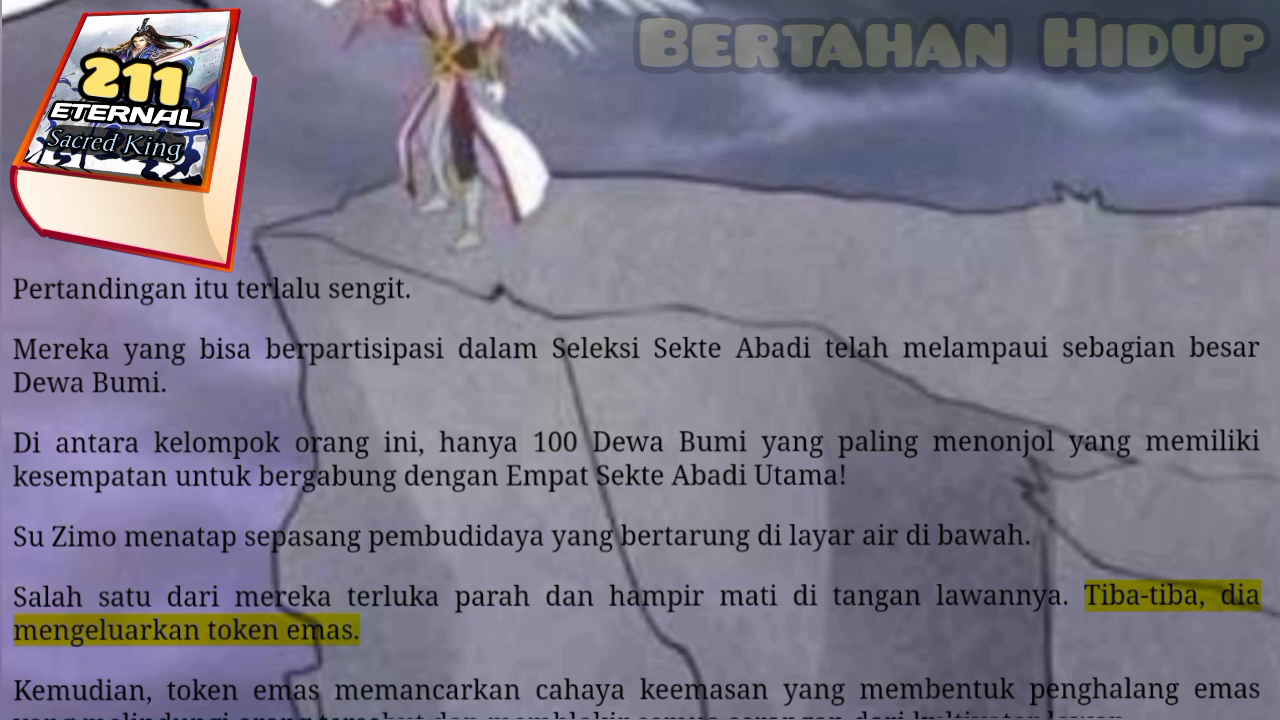 BERTAHAN HIDUP
211
ETERNAL
Sacred King
Pertandingan itu terlalu sengit.
Mereka yang bisa berpartisipasi dalam Seleksi Sekte Abadi telah melampaui sebagian besar
Dewa Bumi.
Di antara kelompok orang ini, hanya 100 Dewa Bumi yang paling menonjol yang memiliki
kesempatan untuk bergabung dengan Empat Sekte Abadi Utama!
Su Zimo menatap sepasang pembudidaya yang bertarung di layar air di bawah.
Salah satu dari mereka terluka parah dan hampir mati di tangan lawannya. Tiba-tiba, dia
mengeluarkan token emas.
Kemudian, token emas memancarkan cahaya keemasan yang membentuk penghalang emas